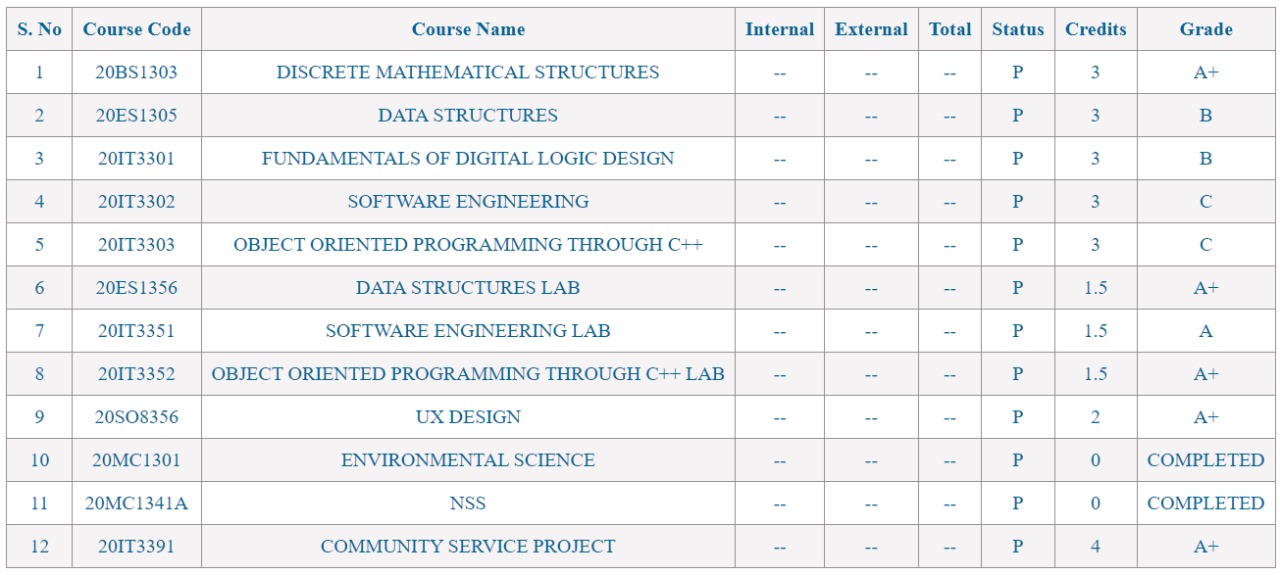 S. No Course Code Course Name Internal External Total Status Credits Grade
1 20BS1303 DISCRETE MATHEMATICAL STRUCTURES -- -- -- P 3 A+
2 20ES1305 DATA STRUCTURES -- -- -- P 3 B
3 20IT3301 FUNDAMENTALS OF DIGITAL LOGIC DESIGN -- -- -- P 3 B
4 20IT3302 SOFTWARE ENGINEERING -- -- -- P 3 C
5 20IT3303 OBJECT ORIENTED PROGRAMMING THROUGH C++ -- -- -- P 3 C
6 20ES1356 DATA STRUCTURES LAB -- -- -- P 1.5 A+
7 20IT3351 SOFTWARE ENGINEERING LAB -- -- -- P 1.5 A
8 20IT3352 OBJECT ORIENTED PROGRAMMING THROUGH C++ LAB -- -- -- P 1.5 A+
9 20SO8356 UX DESIGN -- -- -- P 2 A+
10 20MC1301 ENVIRONMENTAL SCIENCE -- -- -- P 0 COMPLETED
11 20MC1341A NSS -- -- -- P 0 COMPLETED
12 20IT3391 COMMUNITY SERVICE PROJECT -- -- -- P 4 A+